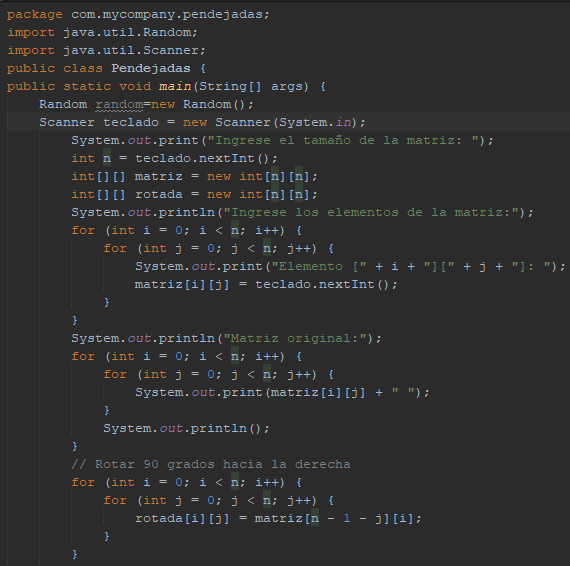 package com.mycompany.pendejadas;
import java.util.Random;
import java.util.Scanner;
public class Pendejadas {
public static void main(String[] args) {
    Random random=new Random();
    Scanner teclado = new Scanner(System.in);
        System.out.print("Ingrese el tamaño de la matriz: ");
        int n = teclado.nextInt();
        int[][] matriz = new int[n][n];
        int[][] rotada = new int[n][n];
        System.out.println("Ingrese los elementos de la matriz:");
        for (int i = 0; i < n; i++) {
            for (int j = 0; j < n; j++) {
                System.out.print("Elemento [" + i + "][" + j + "]: ");
                matriz[i][j] = teclado.nextInt();
            }
        }
        System.out.println("Matriz original:");
        for (int i = 0; i < n; i++) {
            for (int j = 0; j < n; j++) {
                System.out.print(matriz[i][j] + " ");
            }
            System.out.println();
        }
        // Rotar 90 grados hacia la derecha
        for (int i = 0; i < n; i++) {
            for (int j = 0; j < n; j++) {
                rotada[i][j] = matriz[n - 1 - j][i];
            }
        }